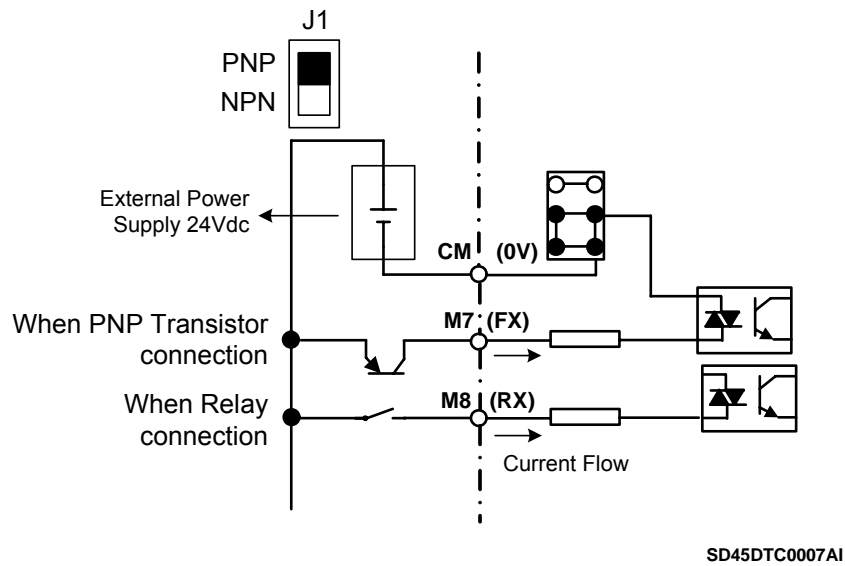 J1
PNP
NPN
External Power
Supply 24Vdc
CM (0V)
When PNP Transistor
connection
M7 (FX)
When Relay
connection
M8 (RX)
Current Flow
SD45DTC0007AI